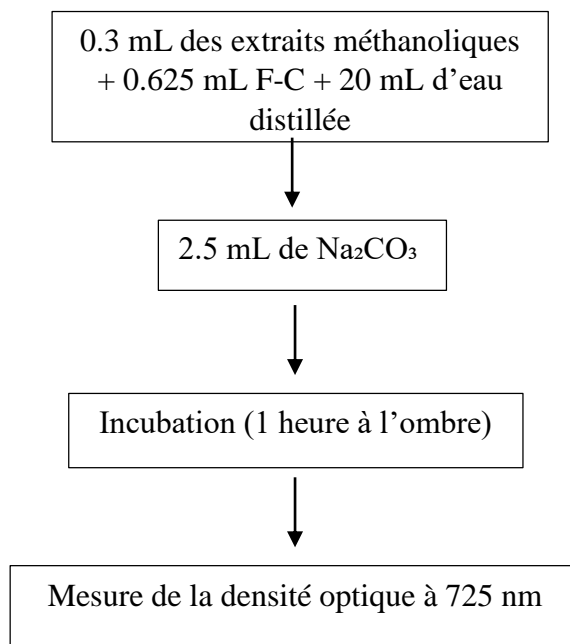 0.3 mL des extraits méthanoliques
+ 0.625 mL F-C + 20 mL d’eau
distillée
2.5 mL de Na₂CO₃
Incubation (1 heure à l’ombre)
Mesure de la densité optique à 725 nm